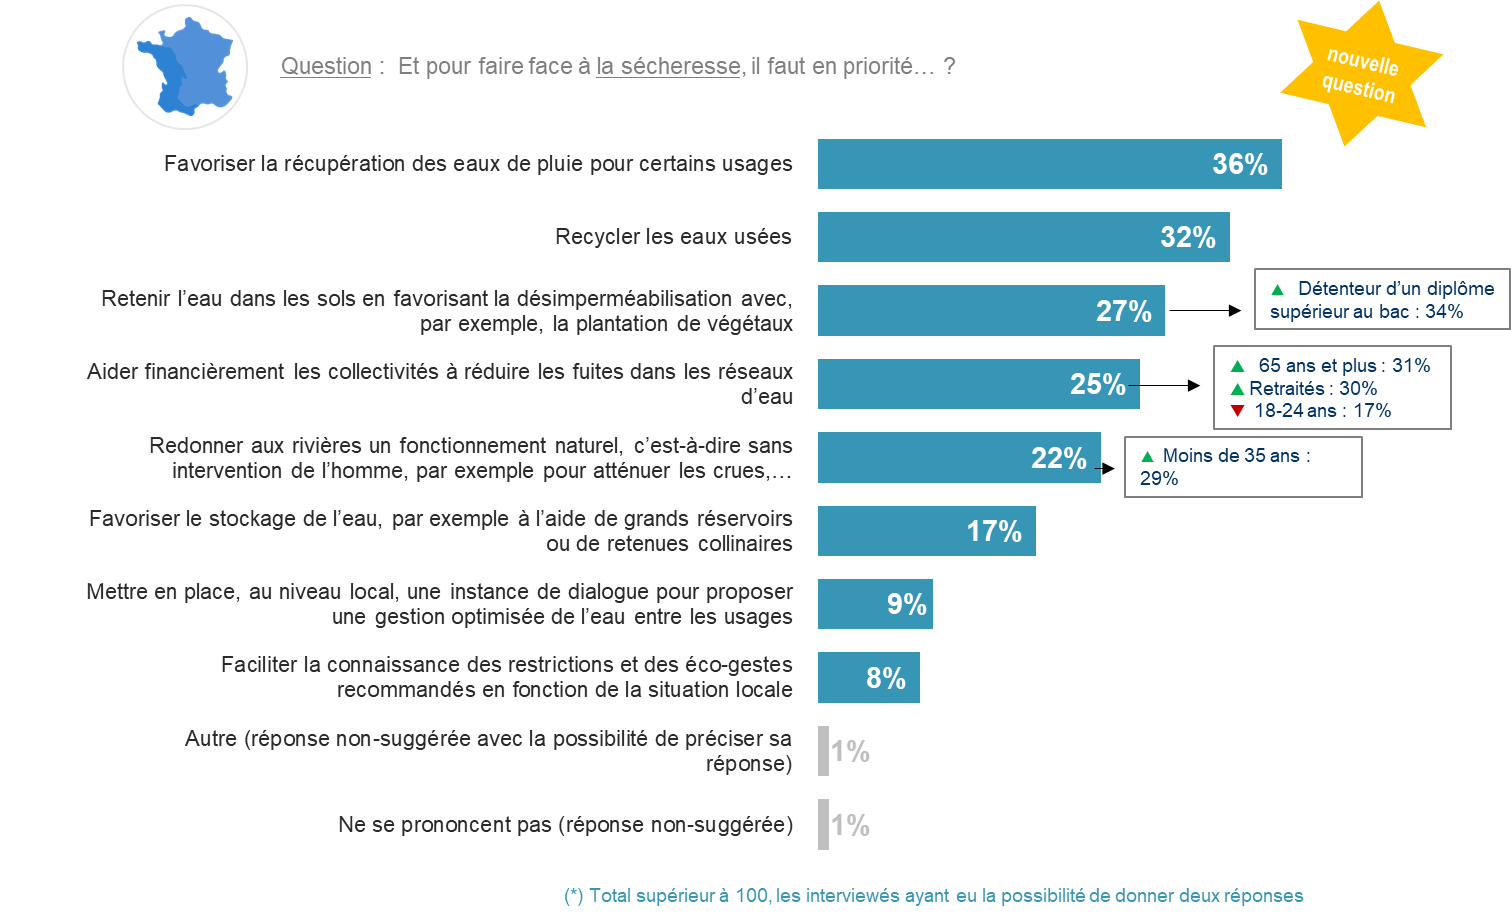 Question : Et pour faire face à la sécheresse, il faut en priorité… ?
nouvelle
question
Favoriser la récupération des eaux de pluie pour certains usages
36%
Recycler les eaux usées
32%
Retenir l’eau dans les sols en favorisant la désimperméabilisation avec,
par exemple, la plantation de végétaux
27%
▲ Détenteur d’un diplôme
supérieur au bac : 34%
Aider financièrement les collectivités à réduire les fuites dans les réseaux
d’eau
25%
▲ 65 ans et plus : 31%
▲ Retraités : 30%
▼ 18-24 ans : 17%
Redonner aux rivières un fonctionnement naturel, c’est-à-dire sans
intervention de l’homme, par exemple pour atténuer les crues,…
22%
▲ Moins de 35 ans :
29%
Favoriser le stockage de l’eau, par exemple à l’aide de grands réservoirs
ou de retenues collinaires
17%
Mettre en place, au niveau local, une instance de dialogue pour proposer
une gestion optimisée de l’eau entre les usages
9%
Faciliter la connaissance des restrictions et des éco-gestes
recommandés en fonction de la situation locale
8%
Autre (réponse non-suggérée avec la possibilité de préciser sa
réponse)
1%
Ne se prononcent pas (réponse non-suggérée)
1%
(*) Total supérieur à 100, les interviewés ayant eu la possibilité de donner deux réponses